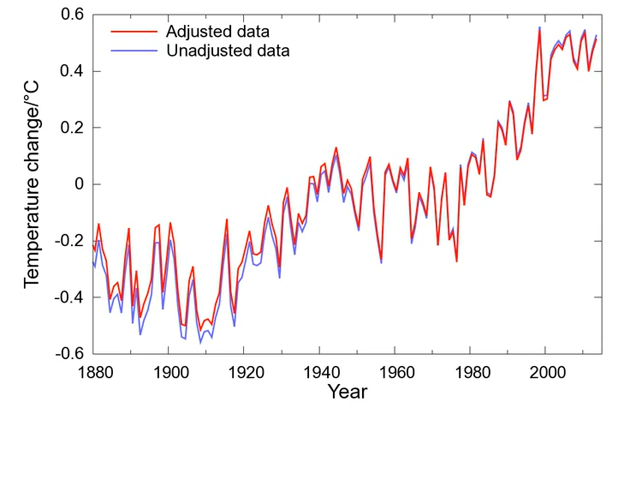 0.6
Adjusted data
Unadjusted data
0.4
0.2
0
-0.2
-0.4
-0.6
Temperature change/°C
1880 1900 1920 1940 1960 1980 2000
Year